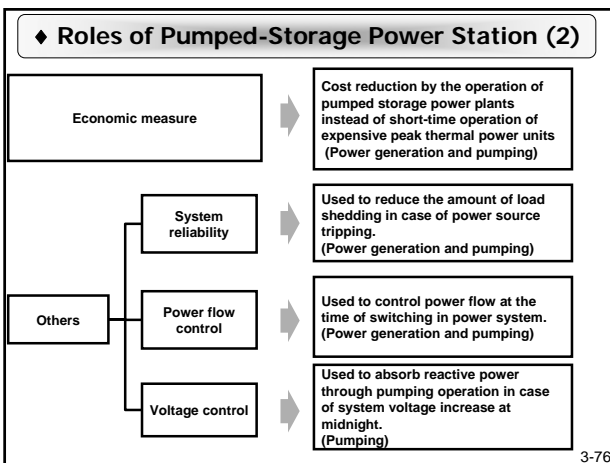 ♦ Roles of Pumped-Storage Power Station (2)
Economic measure
Cost reduction by the operation of
pumped storage power plants
instead of short-time operation of
expensive peak thermal power units
(Power generation and pumping)
Others
System
reliability
Used to reduce the amount of load
shedding in case of power source
tripping.
(Power generation and pumping)
Power flow
control
Used to control power flow at the
time of switching in power system.
(Power generation and pumping)
Voltage control
Used to absorb reactive power
through pumping operation in case
of system voltage increase at
midnight.
(Pumping)
3-76